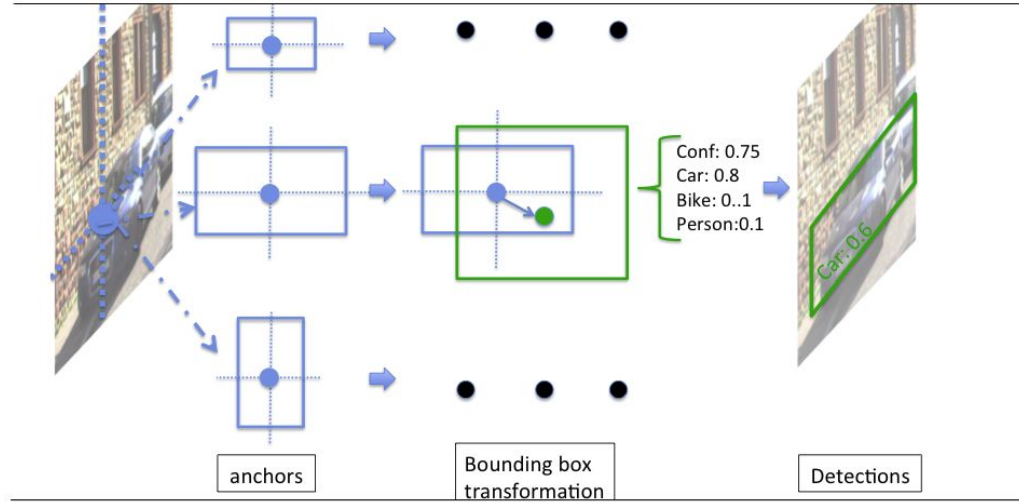 Conf: 0.75
Car: 0.8
Bike: 0..1
Person:0.1
Car: 0.6
anchors
Bounding box
transformation
Detections